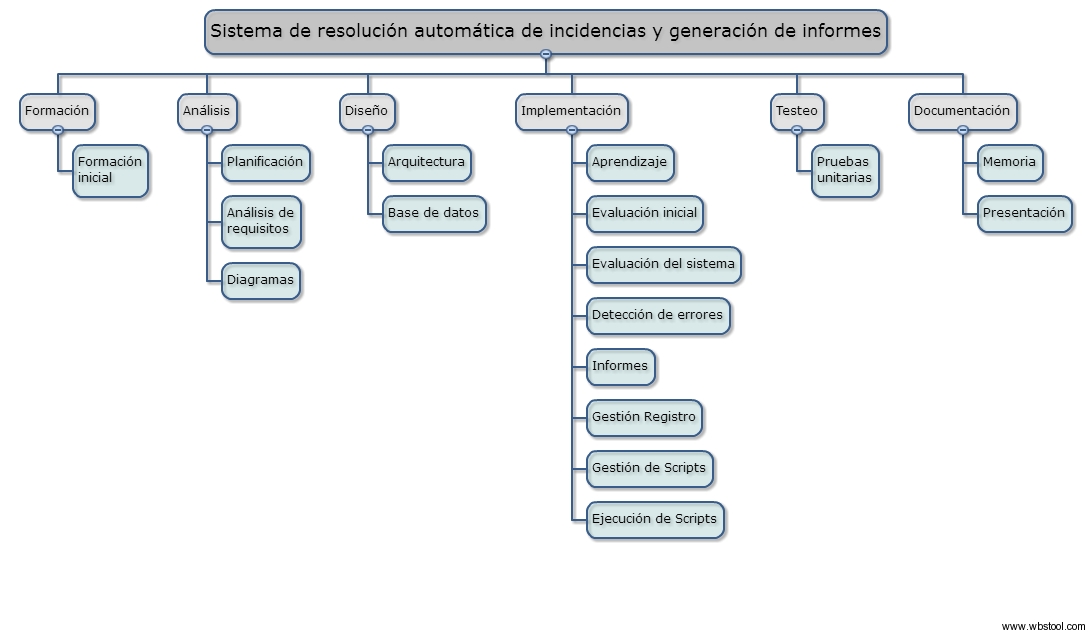 Sistema de resolución automática de incidencias y generación de informes
Formación
Formación
inicial
Análisis
Planificación
Análisis de
requisitos
Diagramas
Diseño
Arquitectura
Base de datos
Implementación
Aprendizaje
Evaluación inicial
Evaluación del sistema
Detección de errores
Informes
Gestión Registro
Gestión de Scripts
Ejecución de Scripts
Testeo
Pruebas
unitarias
Documentación
Memoria
Presentación
www.wbstool.com